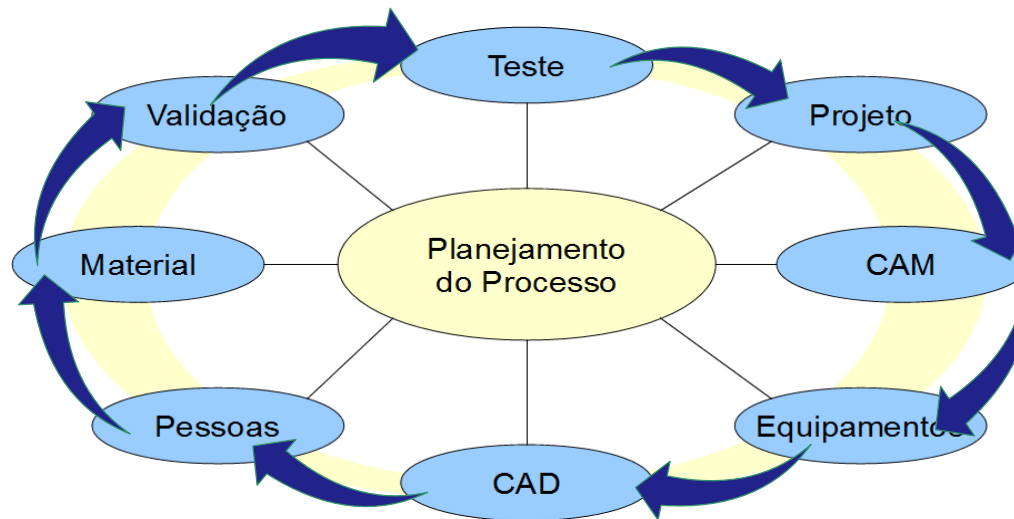 Teste
Validação
Projeto
Planejamento
do Processo
Material
CAM
Pessoas
Equipamentos
CAD